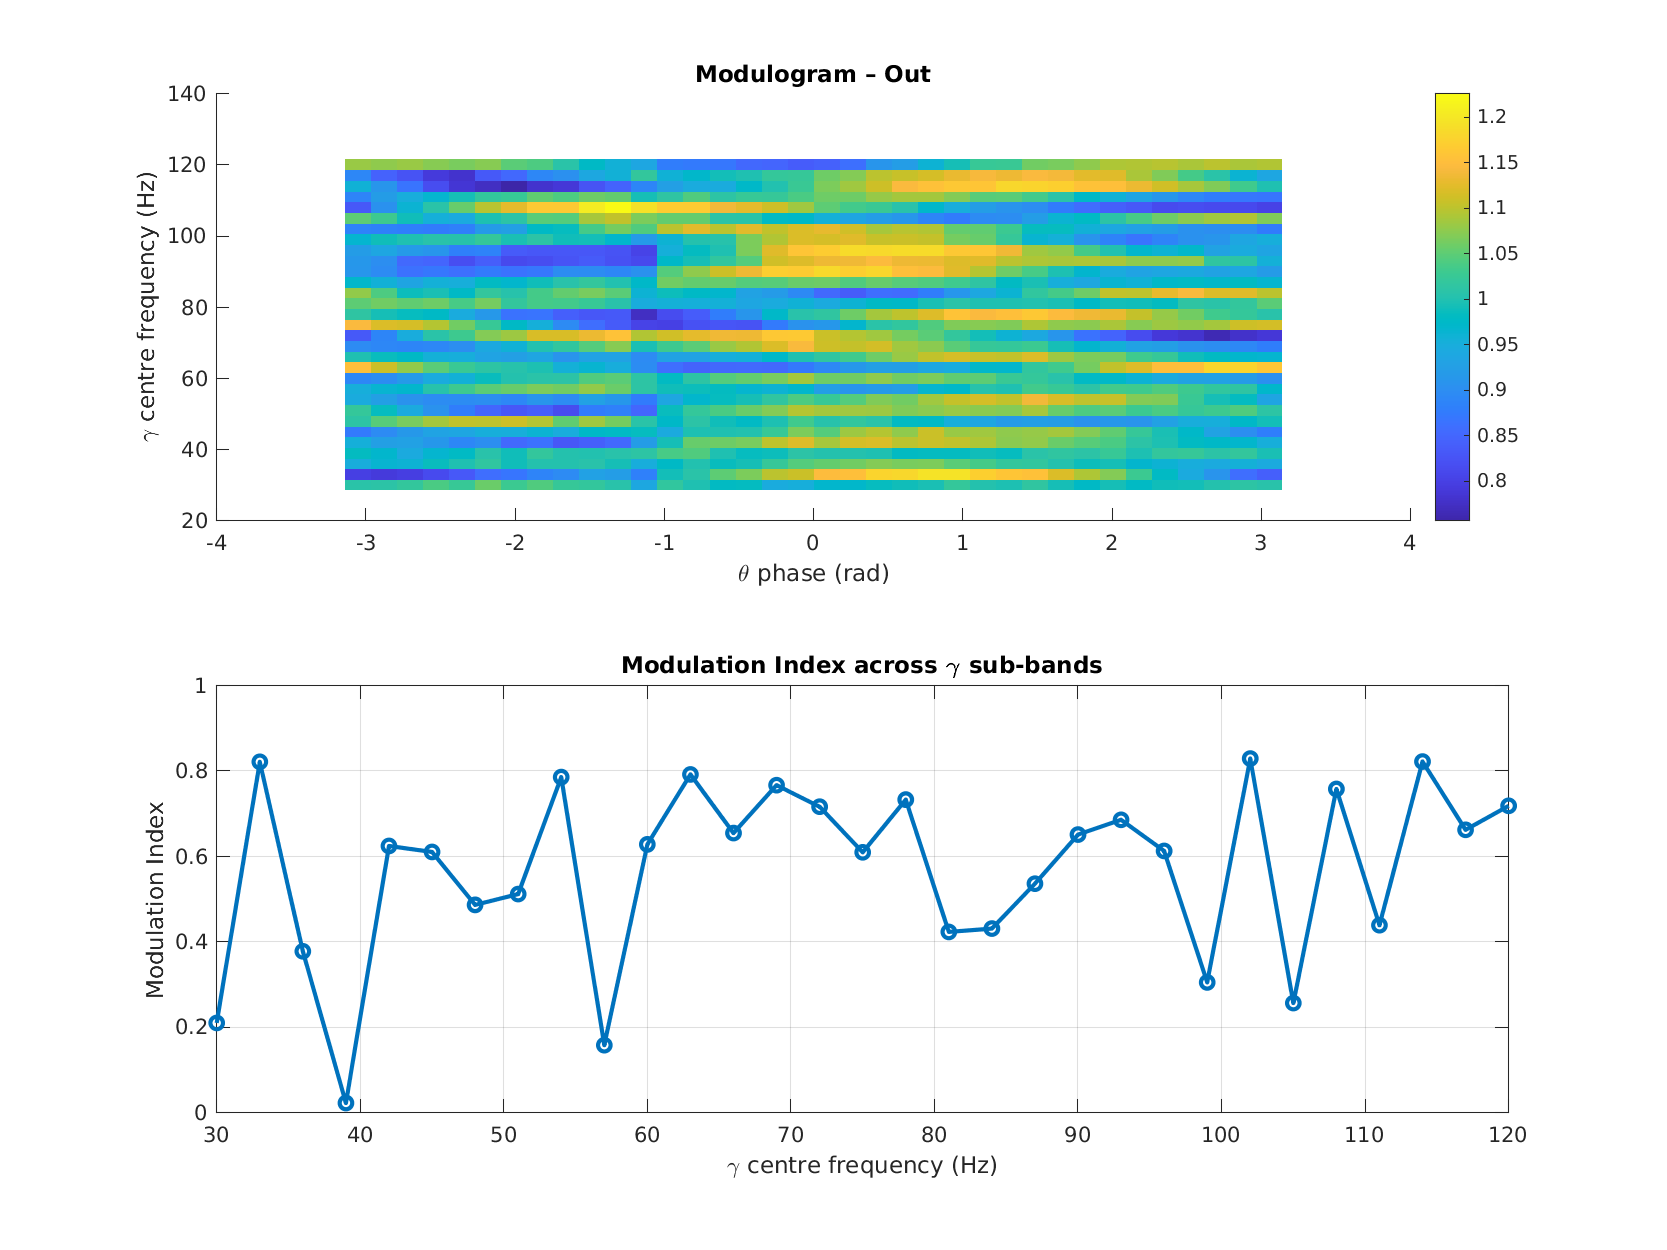 Modulogram – Out
γ centre frequency (Hz)
140
120
100
80
60
40
20
-4 -3 -2 -1 0 1 2 3 4
θ phase (rad)
1.2
1.15
1.1
1.05
1
0.95
0.9
0.85
0.8
Modulation Index across γ sub-bands
Modulation Index
1
0.8
0.6
0.4
0.2
0
30 40 50 60 70 80 90 100 110 120
γ centre frequency (Hz)